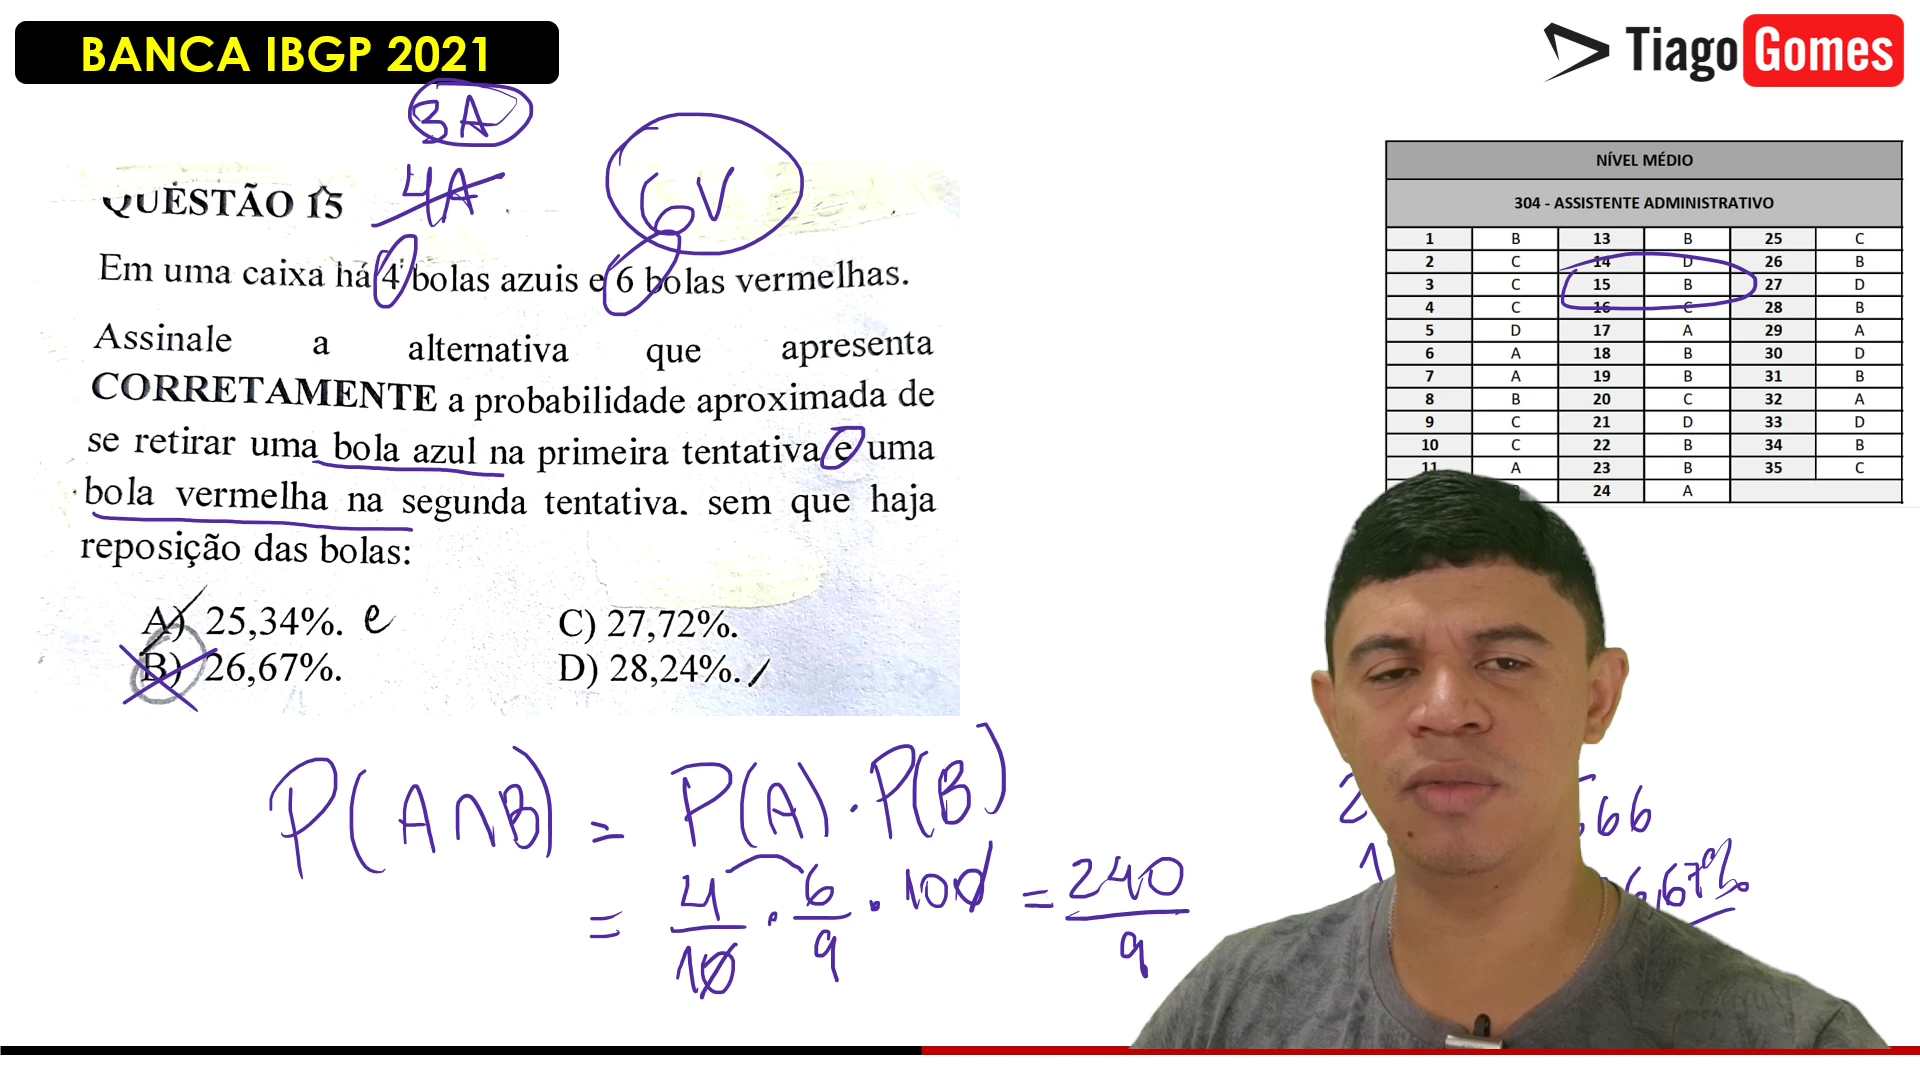 BANCA IBGP 2021
Tiago Gomes
3A
4A
6V
QUESTÃO 15
Em uma caixa há 4 bolas azuis e 6 bolas vermelhas.
Assinale a alternativa que apresenta
CORRETAMENTE a probabilidade aproximada de
se retirar uma bola azul na primeira tentativa e uma
bola vermelha na segunda tentativa, sem que haja
reposição das bolas:
A) 25,34%. e
B) 26,67%.
C) 27,72%.
D) 28,24%.
NÍVEL MÉDIO
304 - ASSISTENTE ADMINISTRATIVO
1 B 13 B 25 C
2 C 14 D 26 B
3 C 15 B 27 D
4 C 16 C 28 B
5 D 17 A 29 A
6 A 18 B 30 D
7 A 19 B 31 B
8 B 20 C 32 A
9 C 21 D 33 D
10 C 22 B 34 B
11 A 23 B 35 C
24 A
P(A∩B) = P(A) . P(B)
= 4/10 . 6/9 . 100 = 240/9
2 66
1 6,67%